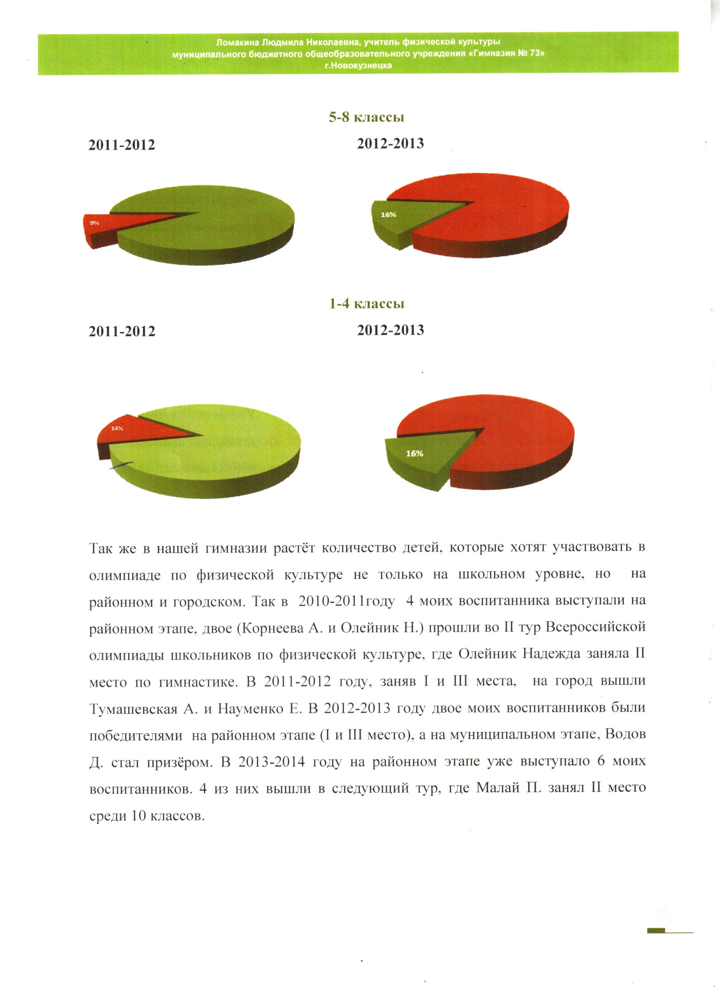 Ломакина Людмила Николаевна, учитель физической культуры
муниципального бюджетного общеобразовательного учреждения «Гимназия № 73»
г.Новокузнецка
5-8 классы
2011-2012 2012-2013
9% 16%
1-4 классы
2011-2012 2012-2013
14% 16%
Так же в нашей гимназии растёт количество детей, которые хотят участвовать в
олимпиаде по физической культуре не только на школьном уровне, но на
районном и городском. Так в 2010-2011году 4 моих воспитанника выступали на
районном этапе, двое (Корнеева А. и Олейник Н.) прошли во II тур Всероссийской
олимпиады школьников по физической культуре, где Олейник Надежда заняла II
место по гимнастике. В 2011-2012 году, заняв I и III места, на город вышли
Тумашевская А. и Науменко Е. В 2012-2013 году двое моих воспитанников были
победителями на районном этапе (I и III место), а на муниципальном этапе, Водов
Д. стал призёром. В 2013-2014 году на районном этапе уже выступало 6 моих
воспитанников. 4 из них вышли в следующий тур, где Малай П. занял II место
среди 10 классов.